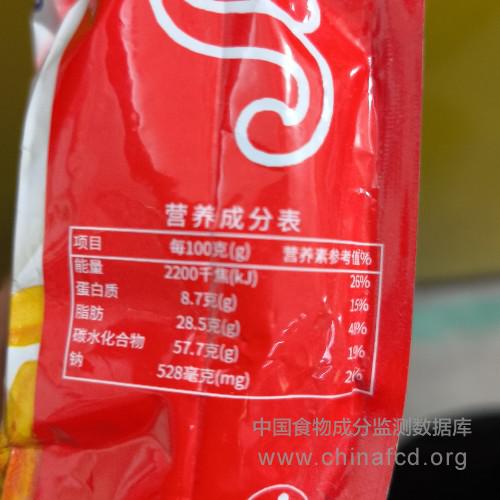 营养成分表
项目 每100克(g) 营养素参考值%
能量 2200千焦(kJ) 26%
蛋白质 8.7克(g) 15%
脂肪 28.5克(g) 48%
碳水化合物 57.7克(g) 19%
钠 528毫克(mg) 26%
中国食物成分监测数据库
www.chinafcd.org